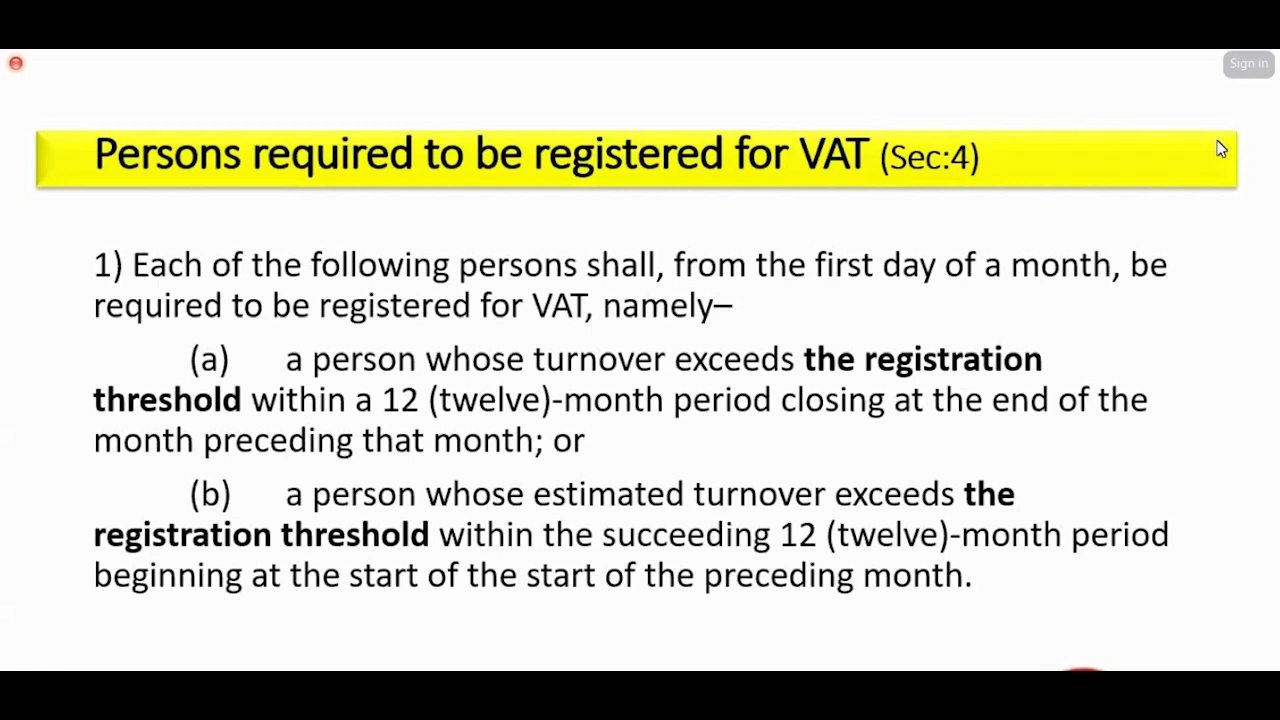 Sign in
Persons required to be registered for VAT (Sec:4)
1) Each of the following persons shall, from the first day of a month, be
required to be registered for VAT, namely–
(a) a person whose turnover exceeds the registration
threshold within a 12 (twelve)-month period closing at the end of the
month preceding that month; or
(b) a person whose estimated turnover exceeds the
registration threshold within the succeeding 12 (twelve)-month period
beginning at the start of the start of the preceding month.